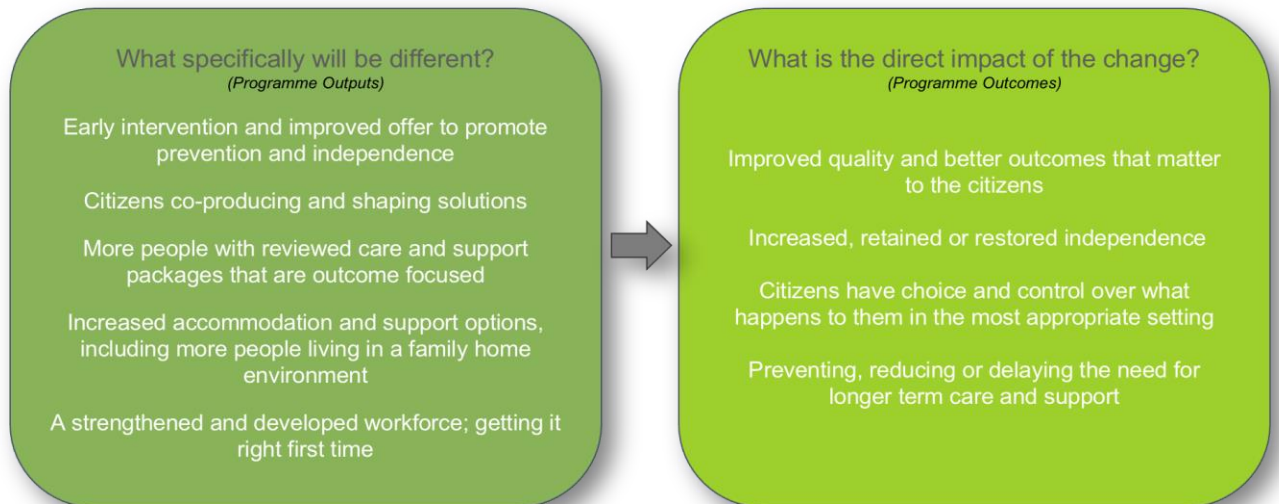 What specifically will be different?
(Programme Outputs)
Early intervention and improved offer to promote
prevention and independence
Citizens co-producing and shaping solutions
More people with reviewed care and support
packages that are outcome focused
Increased accommodation and support options,
including more people living in a family home
environment
A strengthened and developed workforce; getting it
right first time
What is the direct impact of the change?
(Programme Outcomes)
Improved quality and better outcomes that matter
to the citizens
Increased, retained or restored independence
Citizens have choice and control over what
happens to them in the most appropriate setting
Preventing, reducing or delaying the need for
longer term care and support